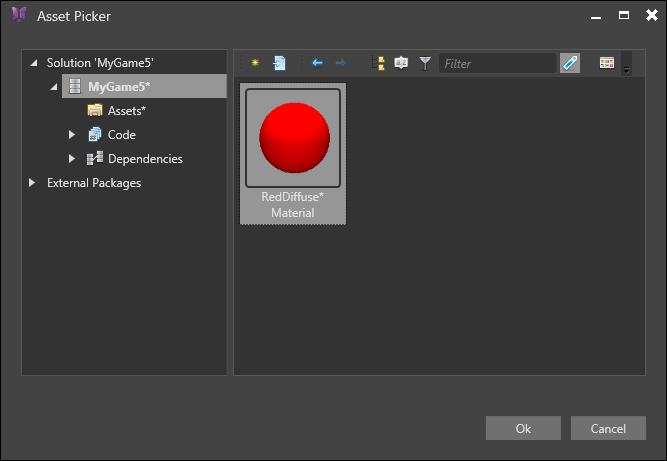 Asset Picker
Solution 'MyGame5'
MyGame5*
Assets*
Code
Dependencies
External Packages
Filter
RedDiffuse*
Material
Ok
Cancel